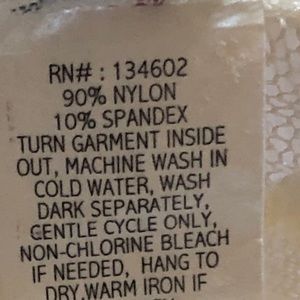 RN# : 134602
90% NYLON
10% SPANDEX
TURN GARMENT INSIDE
OUT, MACHINE WASH IN
COLD WATER, WASH
DARK SEPARATELY,
GENTLE CYCLE ONLY,
NON-CHLORINE BLEACH
IF NEEDED, HANG TO
DRY.WARM IRON IF